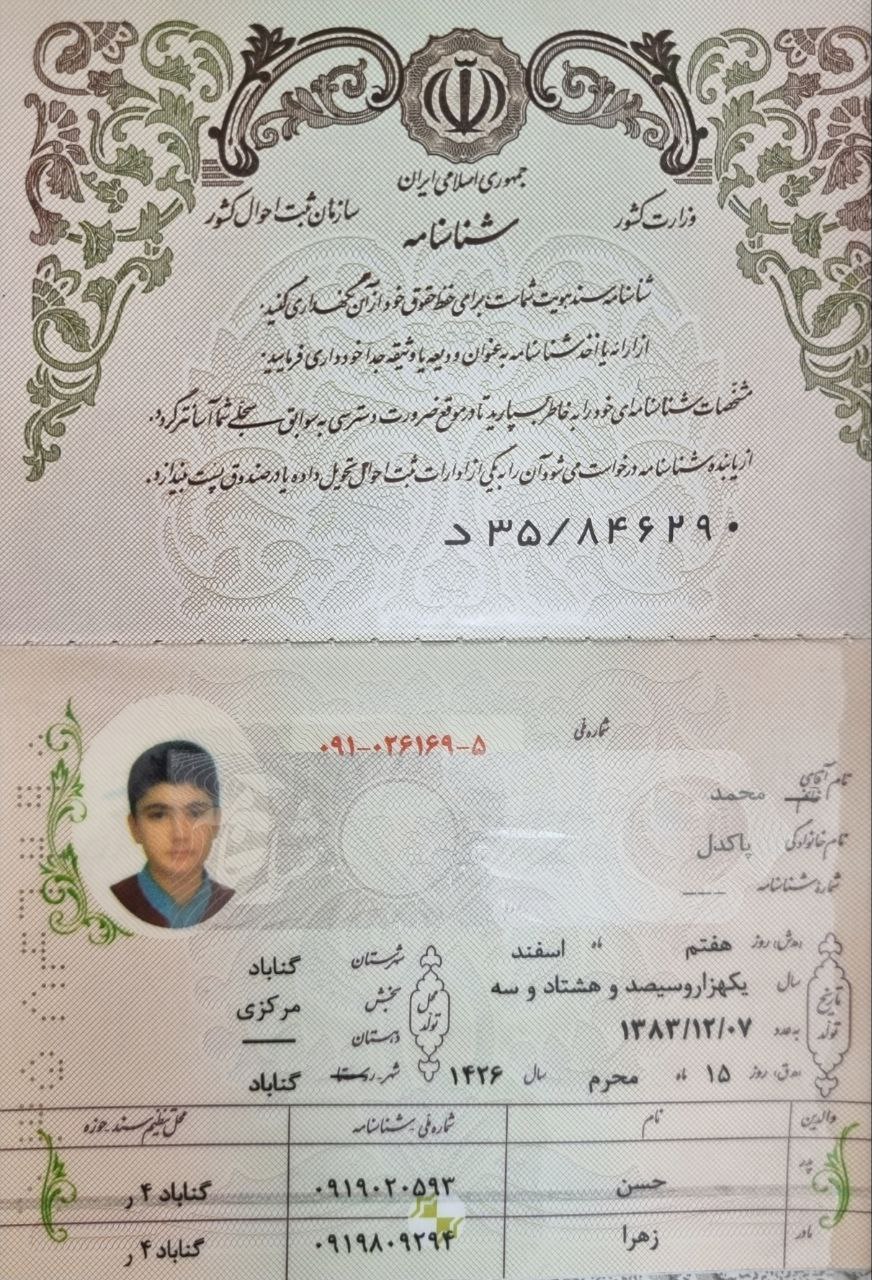 جمهوری اسلامی ایران
وزارت کشور
سازمان ثبت احوال کشور
شناسنامه
شناسنامه سند هویت شماست برای حفظ حقوق خود از آن نگهداری کنید.
از ارائه یا اخذ شناسنامه به عنوان ودیعه یا وثیقه جدا خودداری فرمایید.
مشخصات شناسنامه‌ای خود را به خاطر بسپارید تا در موقع ضرورت دسترسی به سوابق سجلی شما آسانتر گردد.
از یابنده شناسنامه درخواست می‌شود آن را به یکی از ادارات ثبت احوال تحویل داده یا در صندوق پست بیندازد.
د ۳۵/۸۴۶۲۹۰
شماره ملی ۰۹۱-۰۲۶۱۶۹-۵
نام آقای خانم محمد
نام خانوادگی پاکدل
شماره شناسنامه ----
تاریخ تولد
ه‍.ش: روز هفتم ماه اسفند
سال یکهزاروسیصد و هشتاد و سه
به عدد ۱۳۸۳/۱۲/۰۷
ه‍.ق: روز ۱۵ ماه محرم سال ۱۴۲۶
محل تولد
شهرستان گناباد
بخش مرکزی
دهستان ——
شهر روستا گناباد
والدین نام شماره ملی - شناسنامه محل تنظیم سند - حوزه
پدر حسن ۰۹۱۹۰۲۰۵۹۳ گناباد ۴ ر
مادر زهرا ۰۹۱۹۸۰۹۲۹۴ گناباد ۴ ر